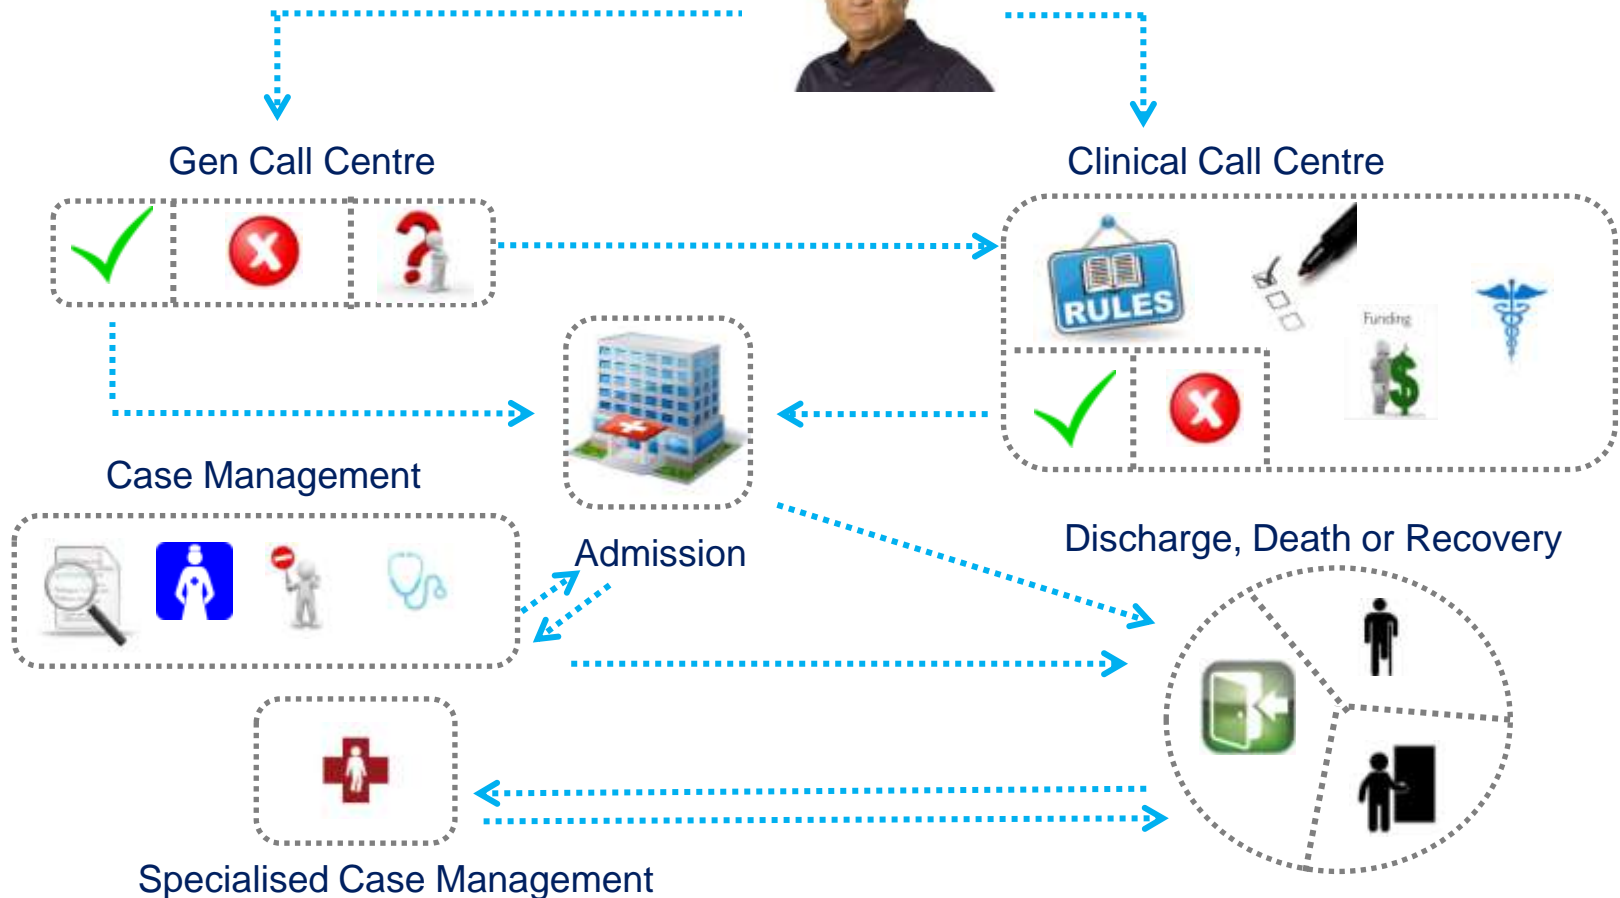 Gen Call Centre
Clinical Call Centre
RULES
Funding
Case Management
Admission
Discharge, Death or Recovery
Specialised Case Management